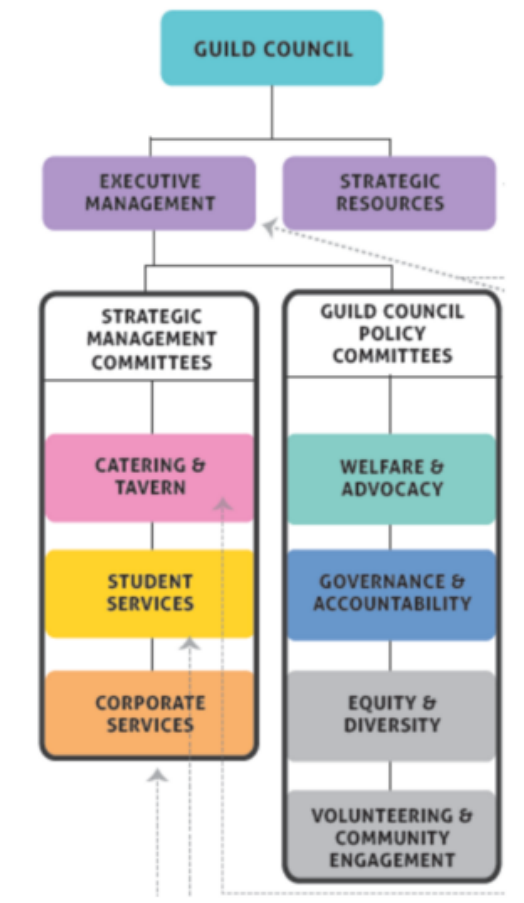 GUILD COUNCIL
EXECUTIVE
MANAGEMENT
STRATEGIC
RESOURCES
STRATEGIC
MANAGEMENT
COMMITTEES
CATERING &
TAVERN
STUDENT
SERVICES
CORPORATE
SERVICES
GUILD COUNCIL
POLICY
COMMITTEES
WELFARE &
ADVOCACY
GOVERNANCE &
ACCOUNTABILITY
EQUITY &
DIVERSITY
VOLUNTEERING &
COMMUNITY
ENGAGEMENT